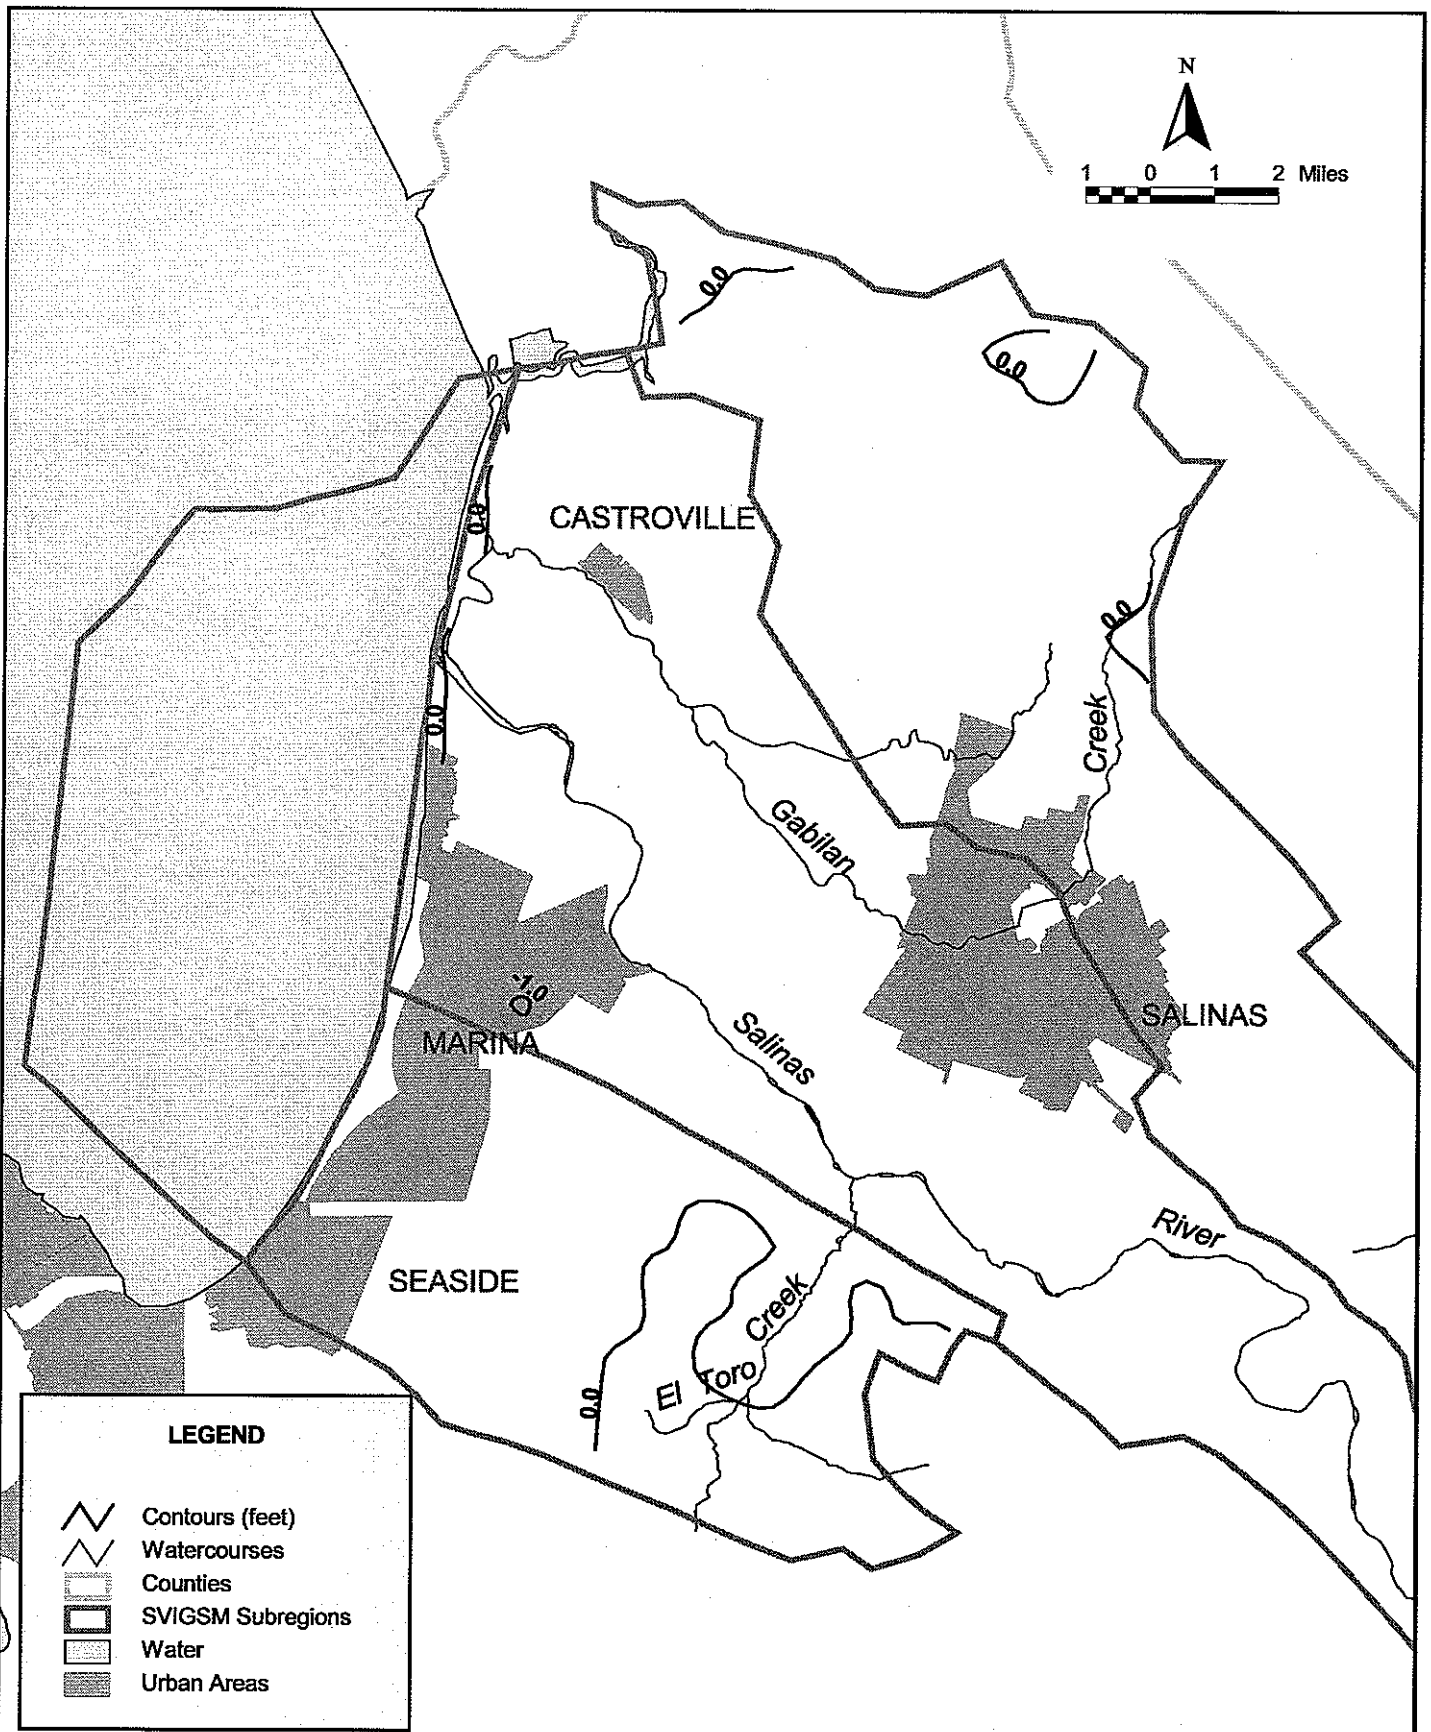 N
1 0 1 2 Miles
0.0
0.0
0.0
CASTROVILLE
0.0
Creek
0.0
Gabilan
-1.0
MARINA
SALINAS
Salinas
River
SEASIDE
Creek
El Toro
0.0
LEGEND
Contours (feet)
Watercourses
Counties
SVIGSM Subregions
Water
Urban Areas